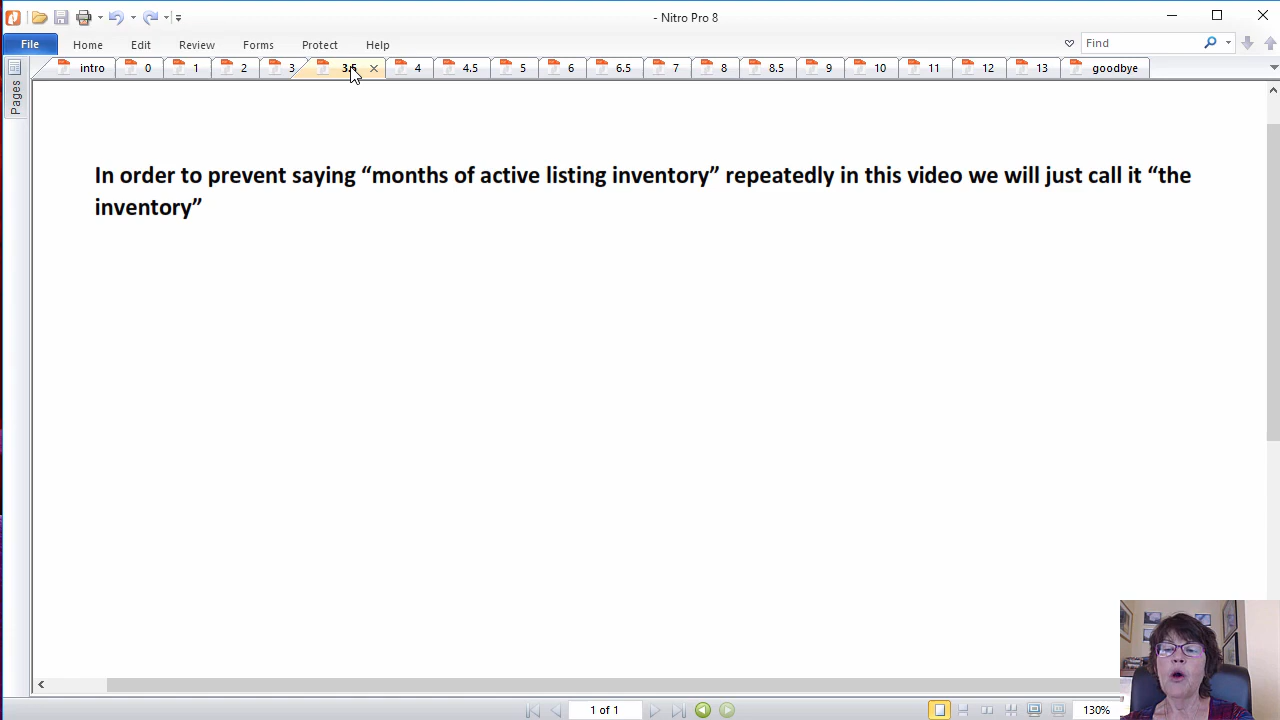 - Nitro Pro 8
File Home Edit Review Forms Protect Help Find
intro 0 1 2 3 3.5 4 4.5 5 6 6.5 7 8 8.5 9 10 11 12 13 goodbye
Pages
In order to prevent saying “months of active listing inventory” repeatedly in this video we will just call it “the
inventory”
1 of 1 130%